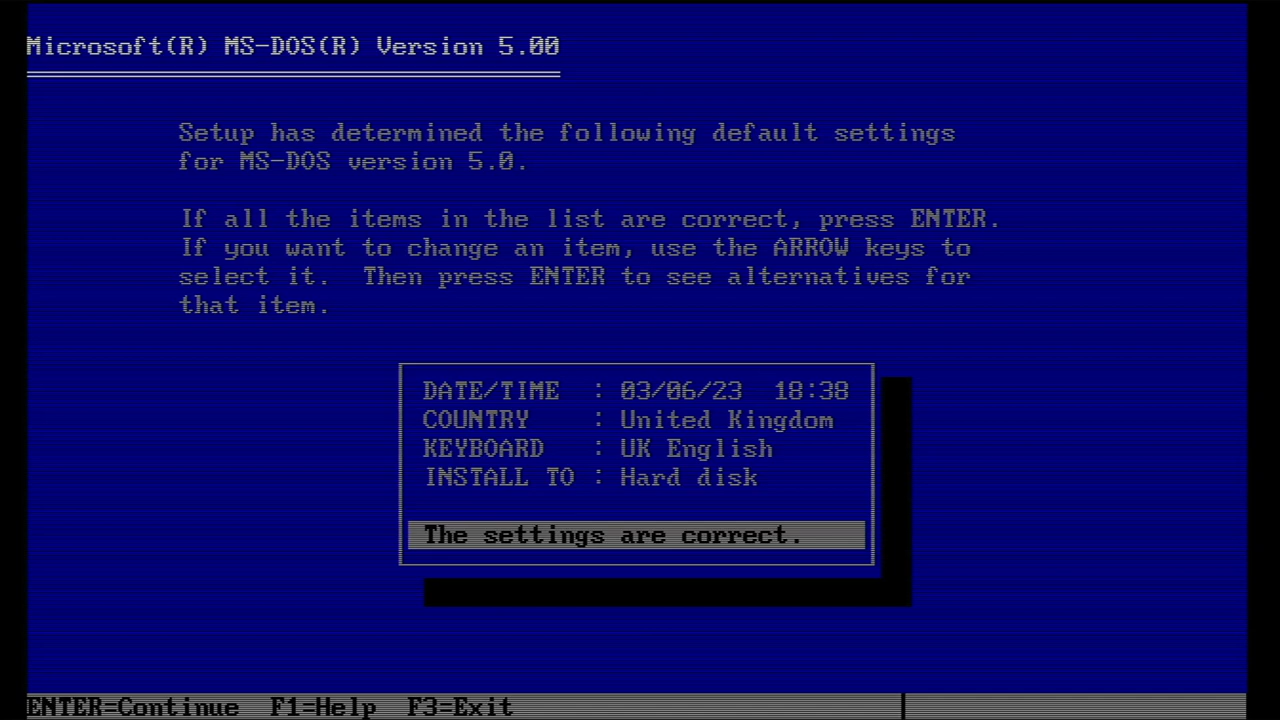 Microsoft(R) MS-DOS(R) Version 5.00
Setup has determined the following default settings
for MS-DOS version 5.0.
If all the items in the list are correct, press ENTER.
If you want to change an item, use the ARROW keys to
select it.  Then press ENTER to see alternatives for
that item.
DATE/TIME  : 03/06/23  18:38
COUNTRY    : United Kingdom
KEYBOARD   : UK English
INSTALL TO : Hard disk
The settings are correct.
ENTER=Continue  F1=Help  F3=Exit